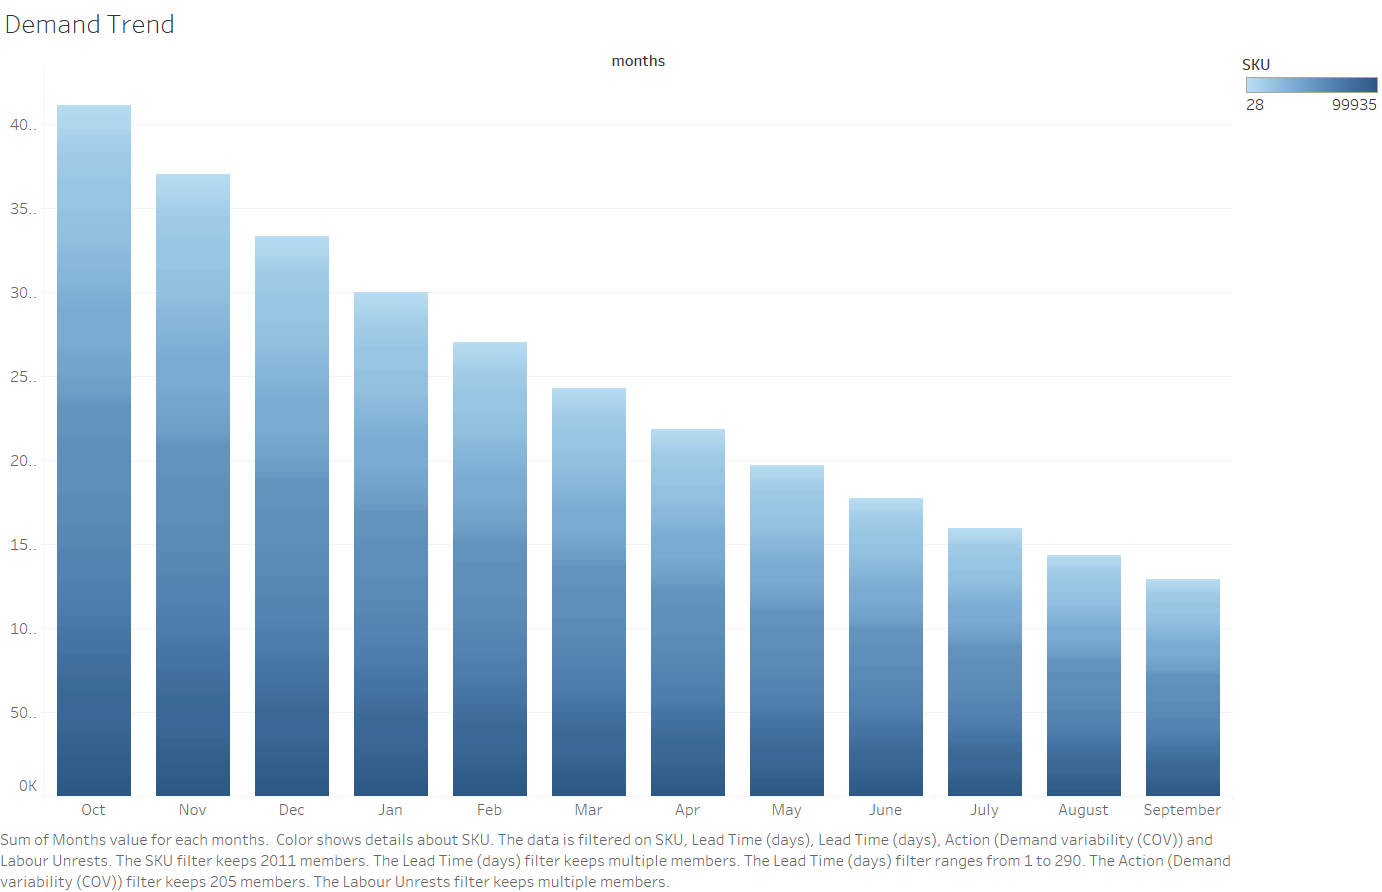 Demand Trend
months
SKU
28 99935
40..
35..
30..
25..
20..
15..
10..
50..
0K
Oct Nov Dec Jan Feb Mar Apr May June July August September
Sum of Months value for each months.  Color shows details about SKU. The data is filtered on SKU, Lead Time (days), Lead Time (days), Action (Demand variability (COV)) and
Labour Unrests. The SKU filter keeps 2011 members. The Lead Time (days) filter keeps multiple members. The Lead Time (days) filter ranges from 1 to 290. The Action (Demand
variability (COV)) filter keeps 205 members. The Labour Unrests filter keeps multiple members.